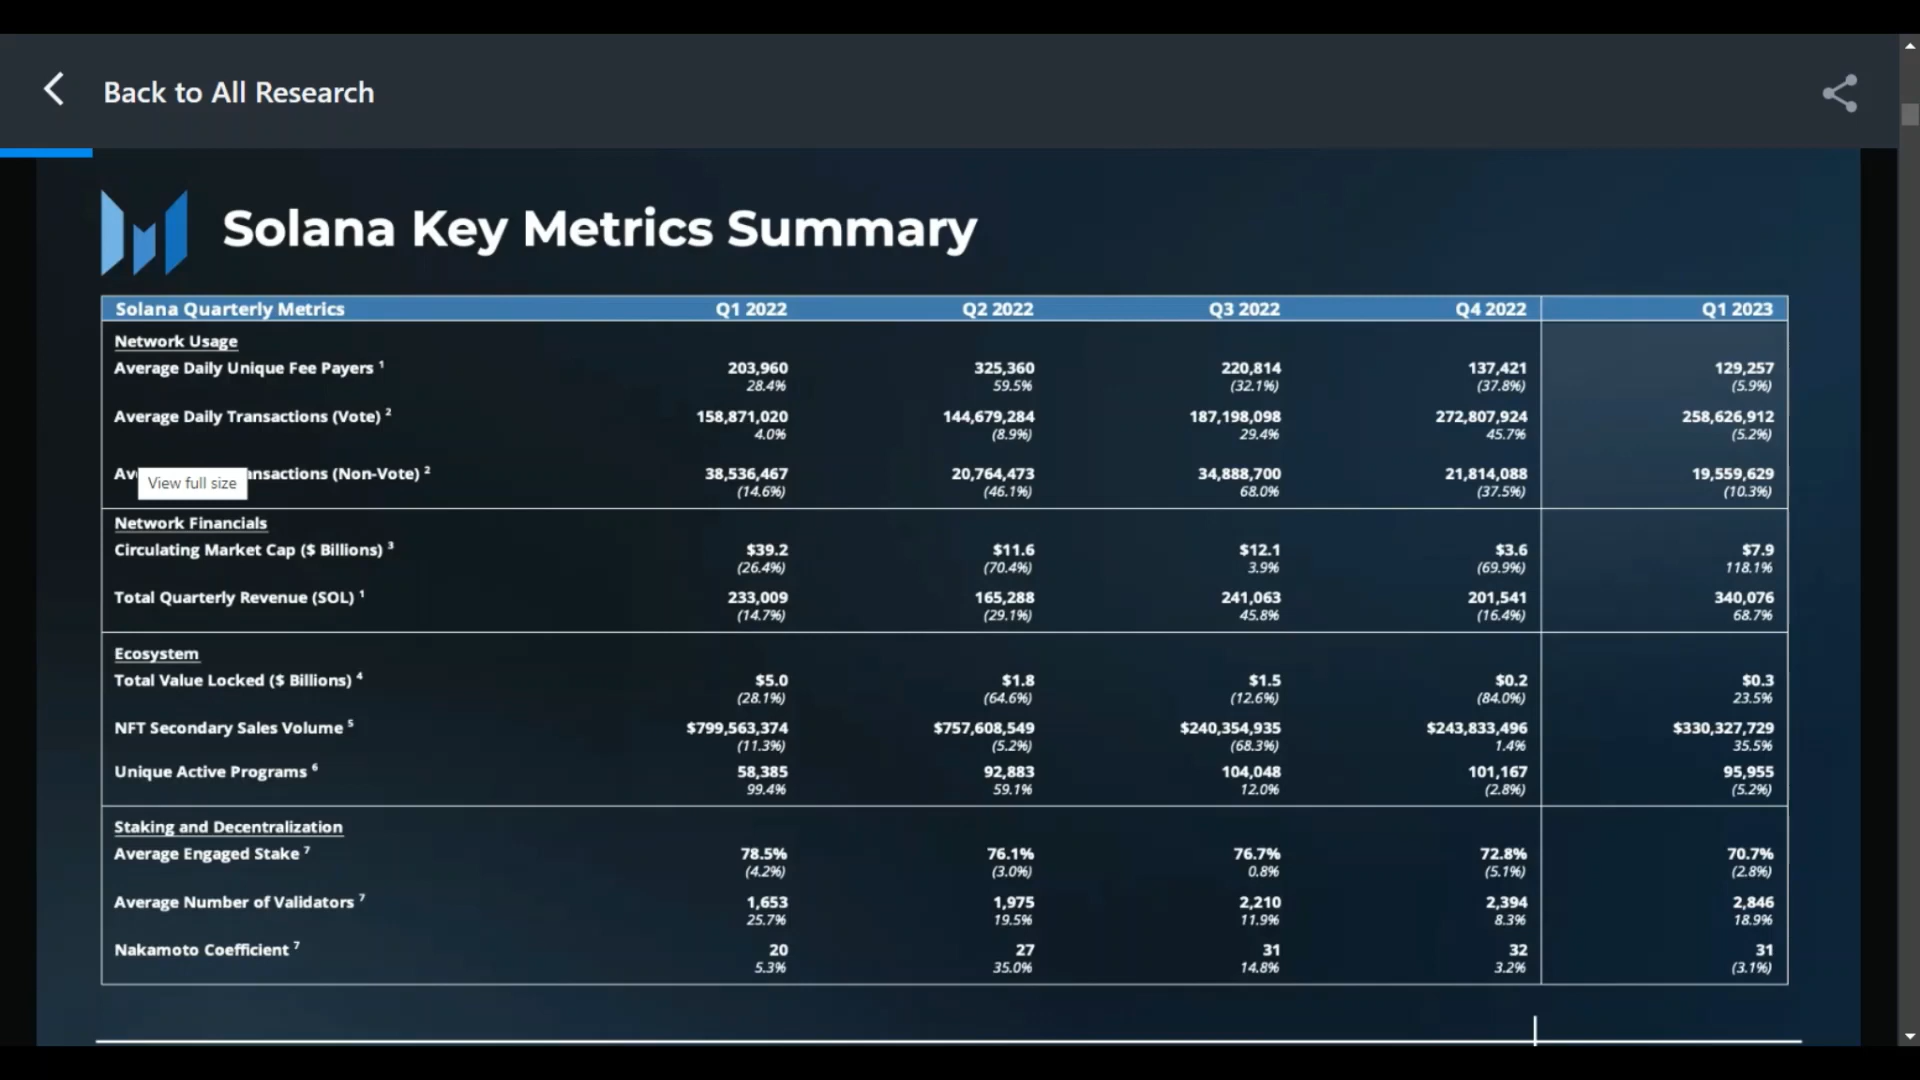 Back to All Research
Solana Key Metrics Summary
Solana Quarterly Metrics Q1 2022 Q2 2022 Q3 2022 Q4 2022 Q1 2023
Network Usage
Average Daily Unique Fee Payers 1 203,960 325,360 220,814 137,421 129,257
28.4% 59.5% (32.1%) (37.8%) (5.9%)
Average Daily Transactions (Vote) 2 158,871,020 144,679,284 187,198,098 272,807,924 258,626,912
4.0% (8.9%) 29.4% 45.7% (5.2%)
Av ansactions (Non-Vote) 2 38,536,467 20,764,473 34,888,700 21,814,088 19,559,629
View full size
(14.6%) (46.1%) 68.0% (37.5%) (10.3%)
Network Financials
Circulating Market Cap ($ Billions) 3 $39.2 $11.6 $12.1 $3.6 $7.9
(26.4%) (70.4%) 3.9% (69.9%) 118.1%
Total Quarterly Revenue (SOL) 1 233,009 165,288 241,063 201,541 340,076
(14.7%) (29.1%) 45.8% (16.4%) 68.7%
Ecosystem
Total Value Locked ($ Billions) 4 $5.0 $1.8 $1.5 $0.2 $0.3
(28.1%) (64.6%) (12.6%) (84.0%) 23.5%
NFT Secondary Sales Volume 5 $799,563,374 $757,608,549 $240,354,935 $243,833,496 $330,327,729
(11.3%) (5.2%) (68.3%) 1.4% 35.5%
Unique Active Programs 6 58,385 92,883 104,048 101,167 95,955
99.4% 59.1% 12.0% (2.8%) (5.2%)
Staking and Decentralization
Average Engaged Stake 7 78.5% 76.1% 76.7% 72.8% 70.7%
(4.2%) (3.0%) 0.8% (5.1%) (2.8%)
Average Number of Validators 7 1,653 1,975 2,210 2,394 2,846
25.7% 19.5% 11.9% 8.3% 18.9%
Nakamoto Coefficient 7 20 27 31 32 31
5.3% 35.0% 14.8% 3.2% (3.1%)